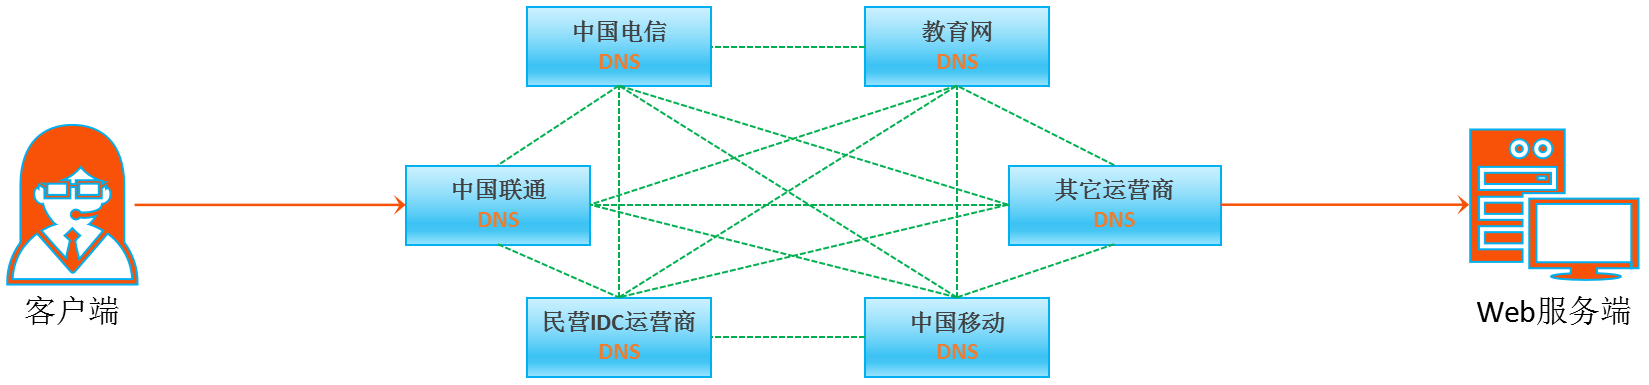 中国电信
DNS
教育网
DNS
中国联通
DNS
其它运营商
DNS
民营IDC运营商
DNS
中国移动
DNS
客户端
Web服务端